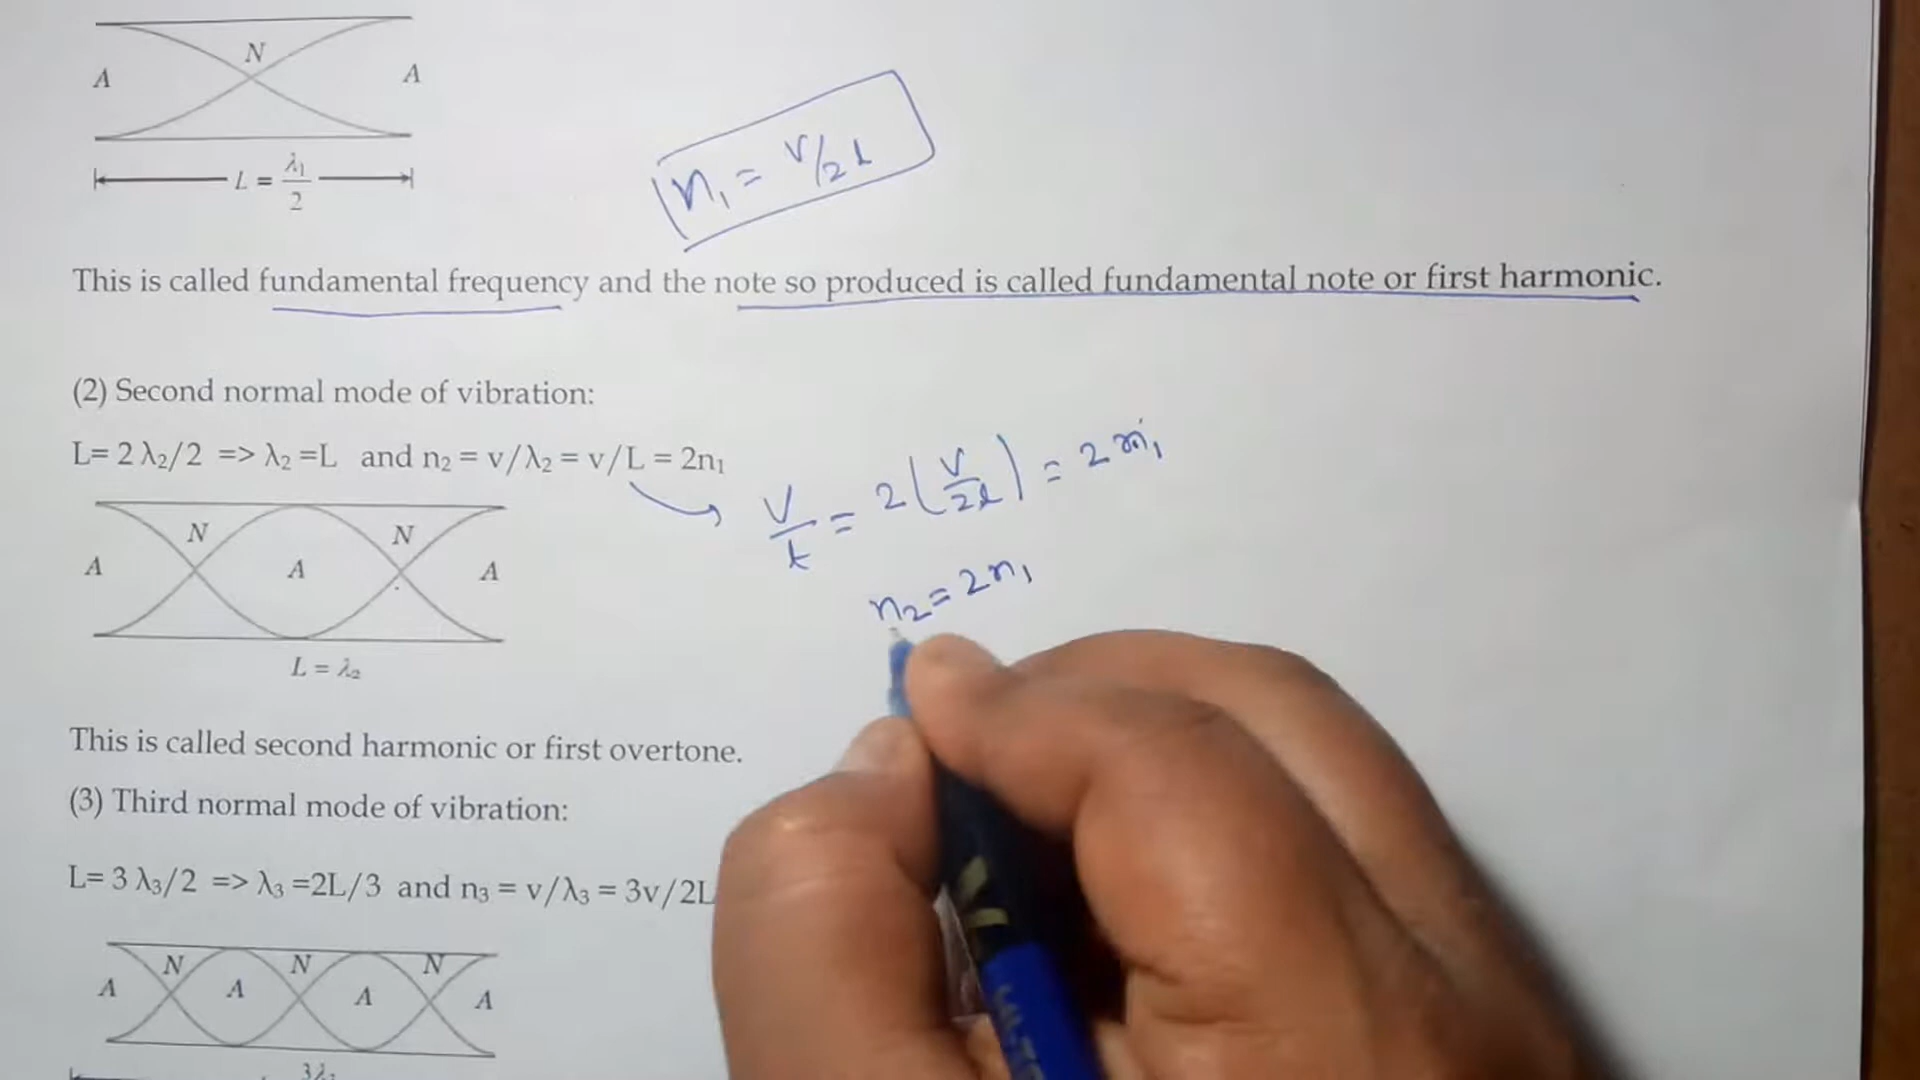 N
A A
L = λ₁/2
n₁ = v/2l
This is called fundamental frequency and the note so produced is called fundamental note or first harmonic.
(2) Second normal mode of vibration:
L= 2 λ₂/2 => λ₂ =L and n₂ = v/λ₂ = v/L = 2n₁
v/l = 2(v/2l) = 2n₁
n₂ = 2n₁
N N
A A A
L = λ₂
This is called second harmonic or first overtone.
(3) Third normal mode of vibration:
L= 3 λ₃/2 => λ₃ =2L/3 and n₃ = v/λ₃ = 3v/2L
N N N
A A A A